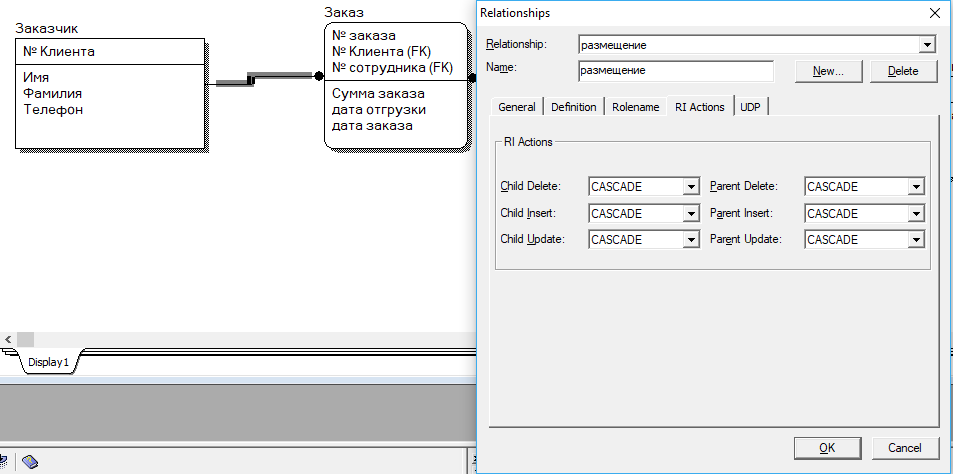 Заказчик
№ Клиента
Имя
Фамилия
Телефон
Заказ
№ заказа
№ Клиента (FK)
№ сотрудника (FK)
Сумма заказа
дата отгрузки
дата заказа
Display1
Relationships
Relationship: размещение
Name: размещение New... Delete
General Definition Rolename RI Actions UDP
RI Actions
Child Delete: CASCADE Parent Delete: CASCADE
Child Insert: CASCADE Parent Insert: CASCADE
Child Update: CASCADE Parent Update: CASCADE
OK Cancel